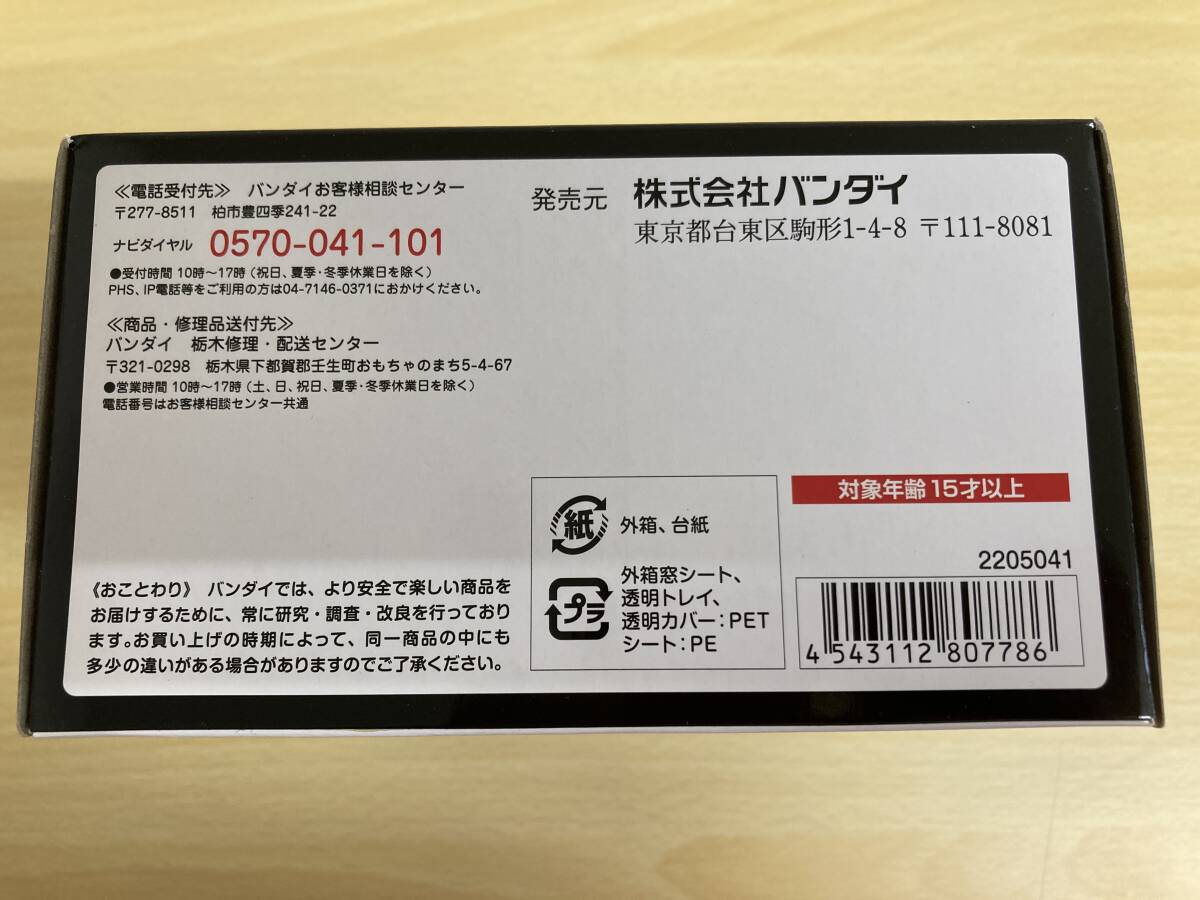 ≪電話受付先≫ バンダイお客様相談センター
〒277-8511 柏市豊四季241-22
ナビダイヤル 0570-041-101
●受付時間 10時〜17時（祝日、夏季・冬季休業日を除く）
PHS、IP電話等をご利用の方は04-7146-0371におかけください。
≪商品・修理品送付先≫
バンダイ 栃木修理・配送センター
〒321-0298 栃木県下都賀郡壬生町おもちゃのまち5-4-67
●営業時間 10時〜17時（土、日、祝日、夏季・冬季休業日を除く）
電話番号はお客様相談センター共通
発売元 株式会社バンダイ
東京都台東区駒形1-4-8 〒111-8081
《おことわり》 バンダイでは、より安全で楽しい商品を
お届けするために、常に研究・調査・改良を行っており
ます。お買い上げの時期によって、同一商品の中にも
多少の違いがある場合がありますのでご了承ください。
紙 外箱、台紙
プラ 外箱窓シート、
透明トレイ、
透明カバー：PET
シート：PE
対象年齢 15才以上
2205041
4 543112 807786